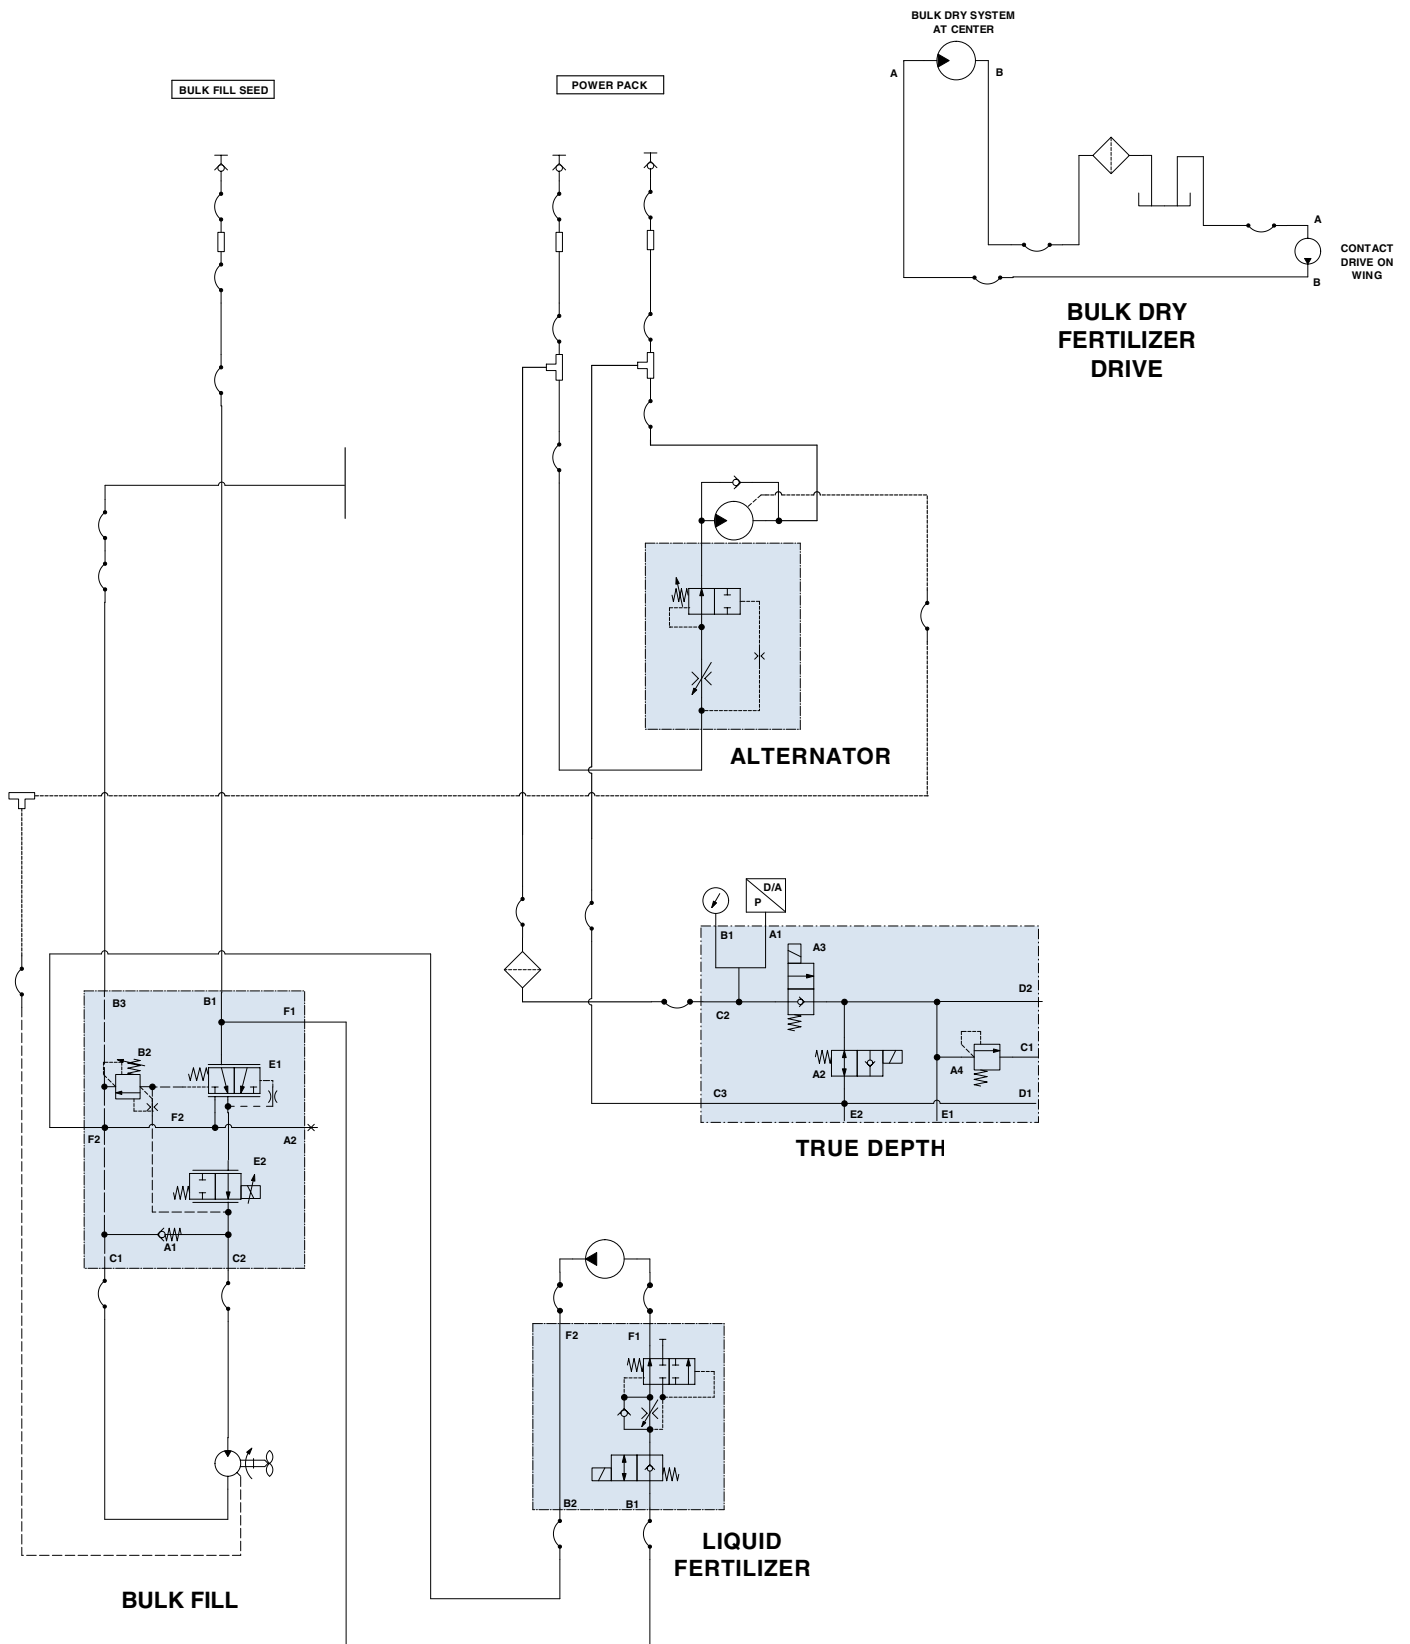 BULK DRY SYSTEM
AT CENTER
A
B
BULK FILL SEED
POWER PACK
A
CONTACT
DRIVE ON
WING
B
BULK DRY
FERTILIZER
DRIVE
ALTERNATOR
D/A
P
B1
A1
A3
D2
C2
C1
A2
A4
C3
D1
E2
E1
TRUE DEPTH
B3
B1
F1
B2
E1
F2
F2
A2
E2
A1
C1
C2
BULK FILL
F2
F1
B2
B1
LIQUID
FERTILIZER